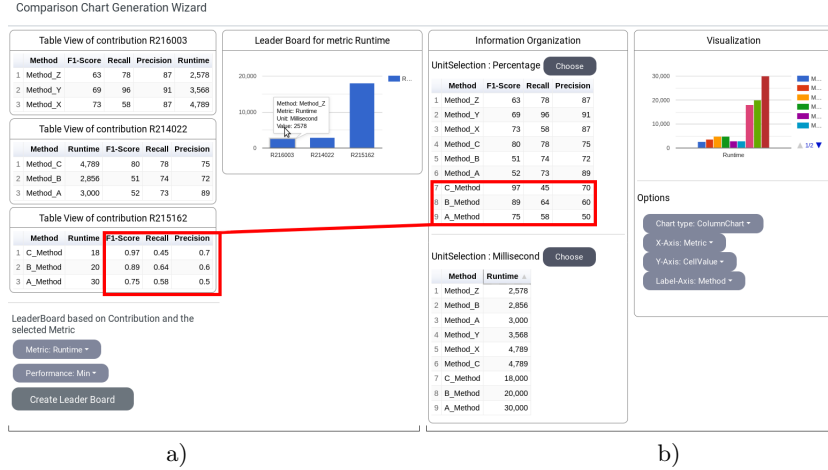 Comparison Chart Generation Wizard
Table View of contribution R216003
Method F1-Score Recall Precision Runtime
1 Method_Z 63 78 87 2,578
2 Method_Y 69 96 91 3,568
3 Method_X 73 58 87 4,789
Table View of contribution R214022
Method Runtime F1-Score Recall Precision
1 Method_C 4,789 80 78 75
2 Method_B 2,856 51 74 72
3 Method_A 3,000 52 73 89
Table View of contribution R215162
Method Runtime F1-Score Recall Precision
1 C_Method 18 0.97 0.45 0.7
2 B_Method 20 0.89 0.64 0.6
3 A_Method 30 0.75 0.58 0.5
LeaderBoard based on Contribution and the
selected Metric
Metric: Runtime
Performance: Min
Create Leader Board
Leader Board for metric Runtime
20,000
10,000
0
R216003 R214022 R215162
R...
Method: Method_Z
Metric: Runtime
Unit: Millisecond
Value: 2578
Information Organization
UnitSelection : Percentage Choose
Method F1-Score Recall Precision
1 Method_Z 63 78 87
2 Method_Y 69 96 91
3 Method_X 73 58 87
4 Method_C 80 78 75
5 Method_B 51 74 72
6 Method_A 52 73 89
7 C_Method 97 45 70
8 B_Method 89 64 60
9 A_Method 75 58 50
UnitSelection : Millisecond Choose
Method Runtime
1 Method_Z 2,578
2 Method_B 2,856
3 Method_A 3,000
4 Method_Y 3,568
5 Method_X 4,789
6 Method_C 4,789
7 C_Method 18,000
8 B_Method 20,000
9 A_Method 30,000
Visualization
30,000
20,000
10,000
0
Runtime
M...
M...
M...
M...
M...
M...
1/2
Options
Chart type: ColumnChart
X-Axis: Metric
Y-Axis: CellValue
Label-Axis: Method
a)
b)